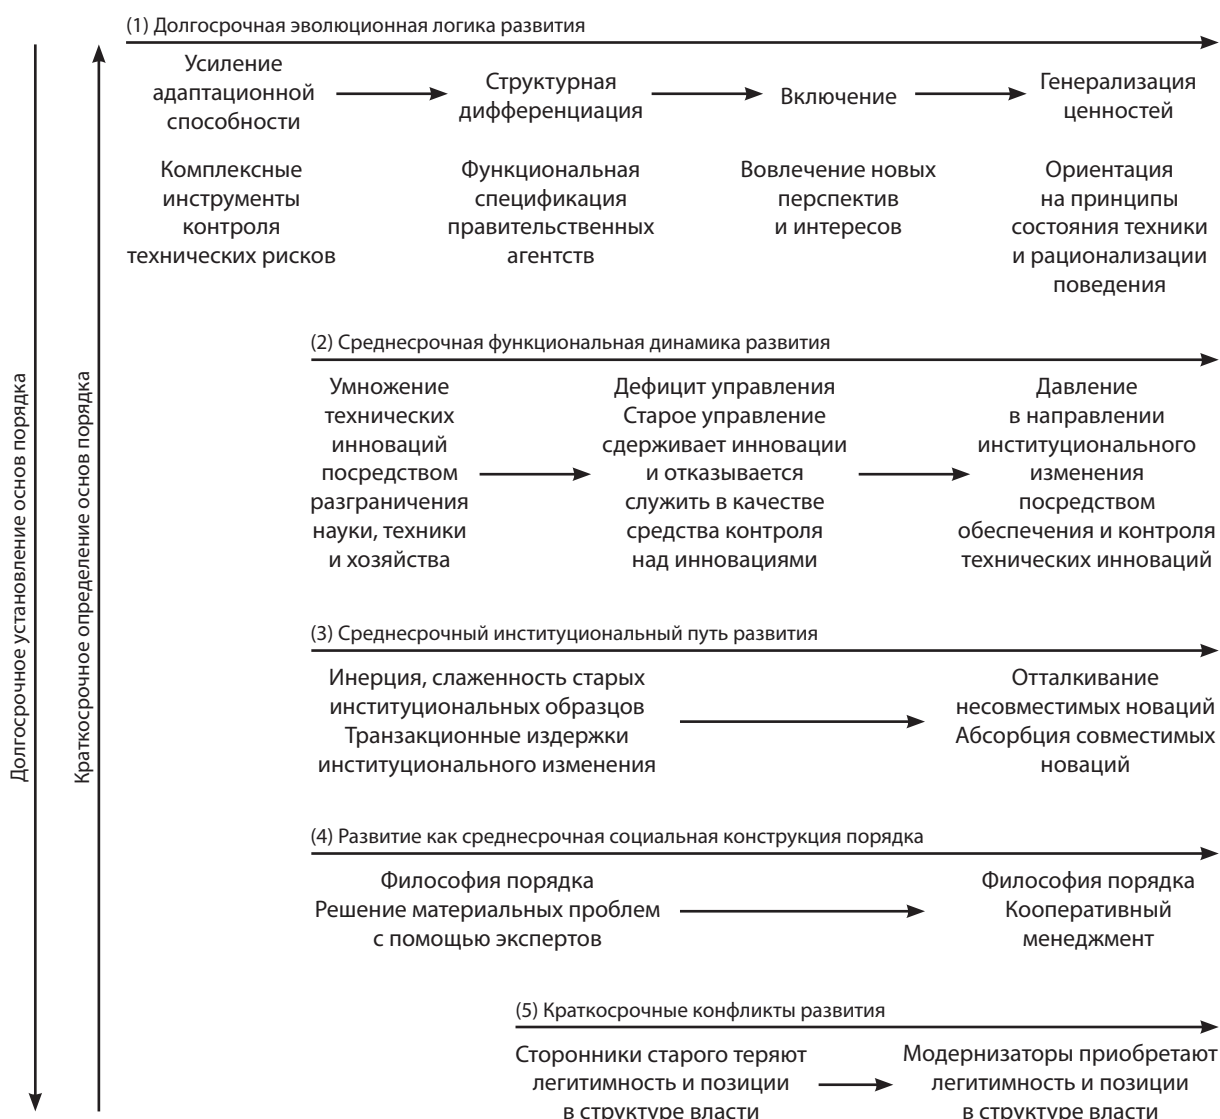 (1) Долгосрочная эволюционная логика развития
Усиление
адаптационной
способности
Структурная
дифференциация
Включение
Генерализация
ценностей
Комплексные
инструменты
контроля
технических рисков
Функциональная
спецификация
правительственных
агентств
Вовлечение новых
перспектив
и интересов
Ориентация
на принципы
состояния техники
и рационализации
поведения
(2) Среднесрочная функциональная динамика развития
Умножение
технических
инноваций
посредством
разграничения
науки, техники
и хозяйства
Дефицит управления
Старое управление
сдерживает инновации
и отказывается
служить в качестве
средства контроля
над инновациями
Давление
в направлении
институционального
изменения
посредством
обеспечения и контроля
технических инноваций
(3) Среднесрочный институциональный путь развития
Инерция, слаженность старых
институциональных образцов
Транзакционные издержки
институционального изменения
Отталкивание
несовместимых новаций
Абсорбция совместимых
новаций
(4) Развитие как среднесрочная социальная конструкция порядка
Философия порядка
Решение материальных проблем
с помощью экспертов
Философия порядка
Кооперативный
менеджмент
(5) Краткосрочные конфликты развития
Сторонники старого теряют
легитимность и позиции
в структуре власти
Модернизаторы приобретают
легитимность и позиции
в структуре власти
Долгосрочное установление основ порядка
Краткосрочное определение основ порядка